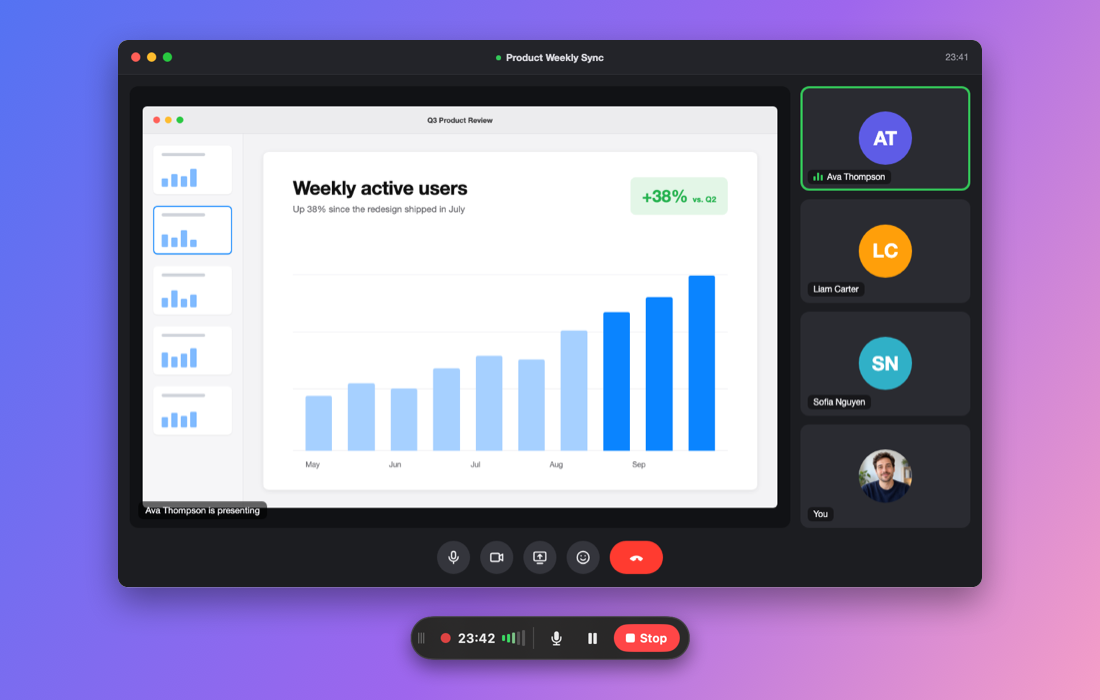 Product Weekly Sync
23:41
Q3 Product Review
Weekly active users
Up 38% since the redesign shipped in July
+38% vs. Q2
May Jun Jul Aug Sep
Ava Thompson is presenting
AT
Ava Thompson
LC
Liam Carter
SN
Sofia Nguyen
You
23:42
Stop